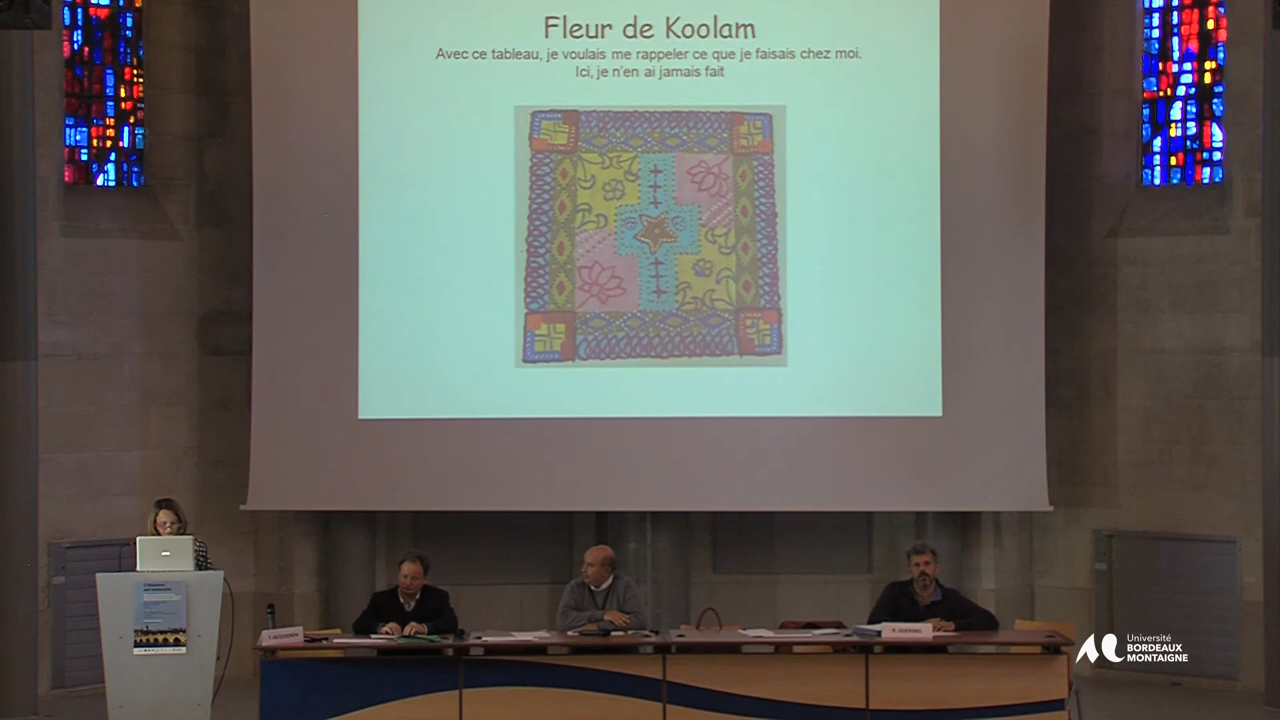 Fleur de Koolam
Avec ce tableau, je voulais me rappeler ce que je faisais chez moi.
Ici, je n'en ai jamais fait
Université
BORDEAUX
MONTAIGNE